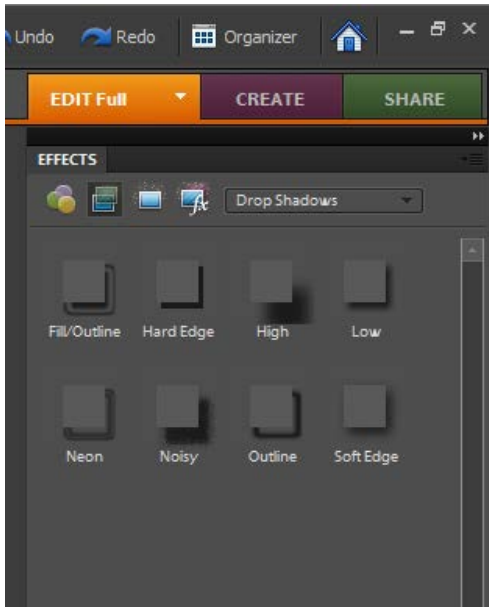 Undo Redo Organizer
EDIT Full CREATE SHARE
EFFECTS
fx Drop Shadows
Fill/Outline Hard Edge High Low
Neon Noisy Outline Soft Edge